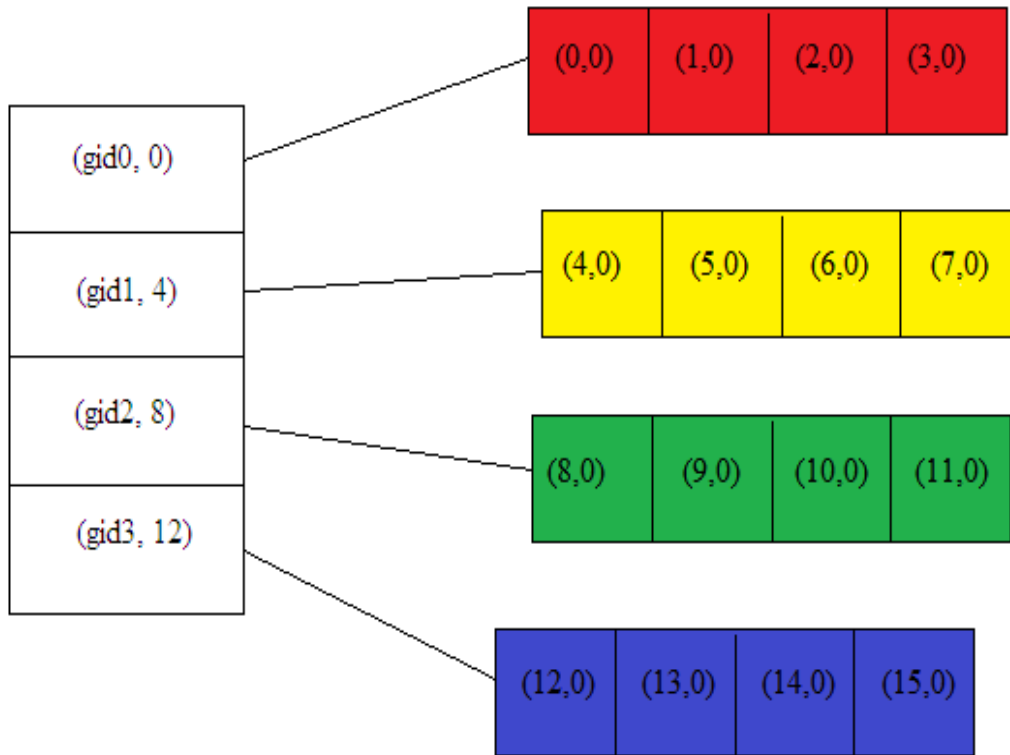 (0,0) (1,0) (2,0) (3,0)
(gid0, 0)
(4,0) (5,0) (6,0) (7,0)
(gid1, 4)
(gid2, 8)
(8,0) (9,0) (10,0) (11,0)
(gid3, 12)
(12,0) (13,0) (14,0) (15,0)